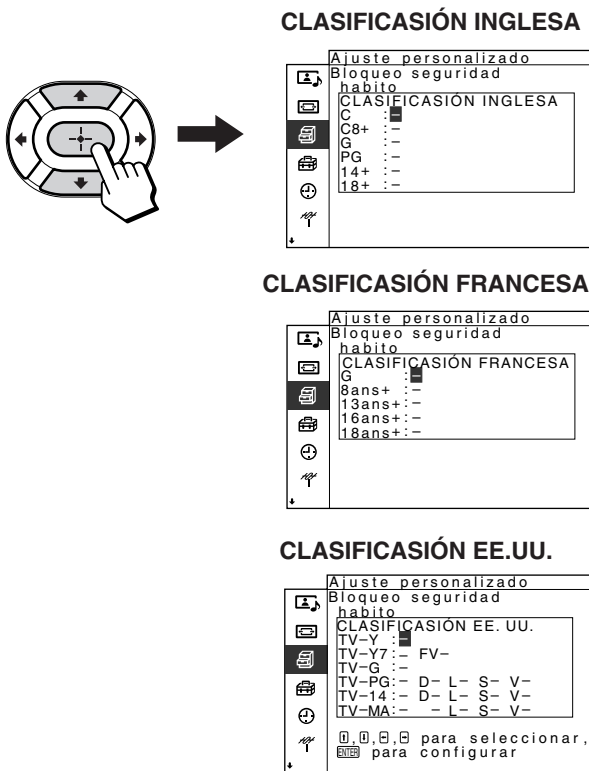 CLASIFICASIÓN INGLESA
Ajuste personalizado
Bloqueo seguridad
habito
CLASIFICASIÓN INGLESA
C :–
C8+ :–
G :–
PG :–
14+ :–
18+ :–
CLASIFICASIÓN FRANCESA
Ajuste personalizado
Bloqueo seguridad
habito
CLASIFICASIÓN FRANCESA
G :–
8ans+ :–
13ans+:–
16ans+:–
18ans+:–
CLASIFICASIÓN EE.UU.
Ajuste personalizado
Bloqueo seguridad
habito
CLASIFICASIÓN EE. UU.
TV–Y :–
TV–Y7:– FV–
TV–G :–
TV–PG:– D– L– S– V–
TV–14:– D– L– S– V–
TV–MA:– – L– S– V–
, , , para seleccionar,
ENTER para configurar